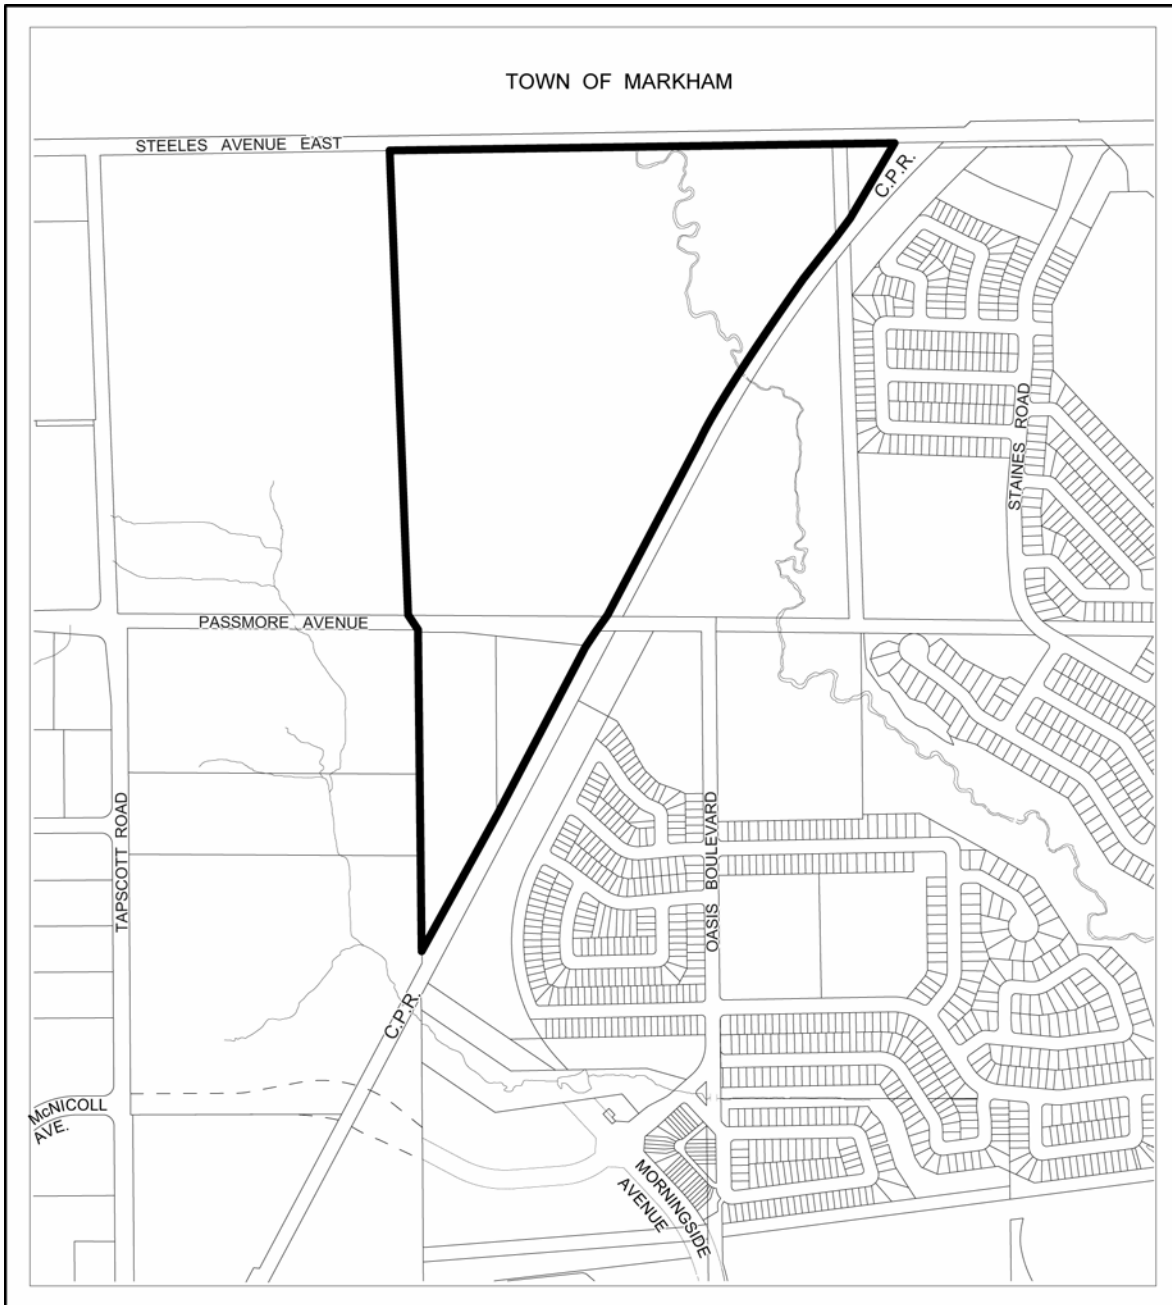 TOWN OF MARKHAM
STEELES AVENUE EAST
C.P.R.
STAINES ROAD
PASSMORE AVENUE
TAPSCOTT ROAD
OASIS BOULEVARD
C.P.R.
McNICOLL
AVE.
MORNINGSIDE
AVENUE